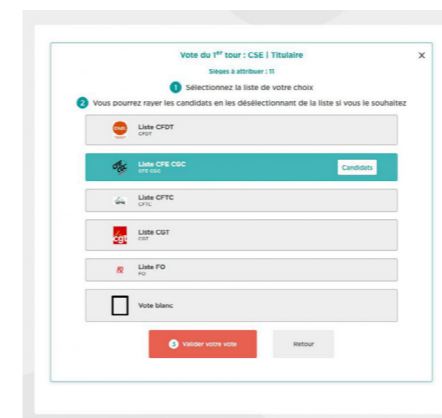 Vote du 1er tour : CSE | Titulaire
X
Sièges à attribuer : 11
1 Sélectionnez la liste de votre choix
2 Vous pourrez rayer les candidats en les désélectionnant de la liste si vous le souhaitez
Liste CFDT
CFDT
Liste CFE CGC
CFE CGC
Candidats
Liste CFTC
CFTC
cgt
Liste CGT
CGT
Liste FO
FO
Vote blanc
3 Valider votre vote
Retour